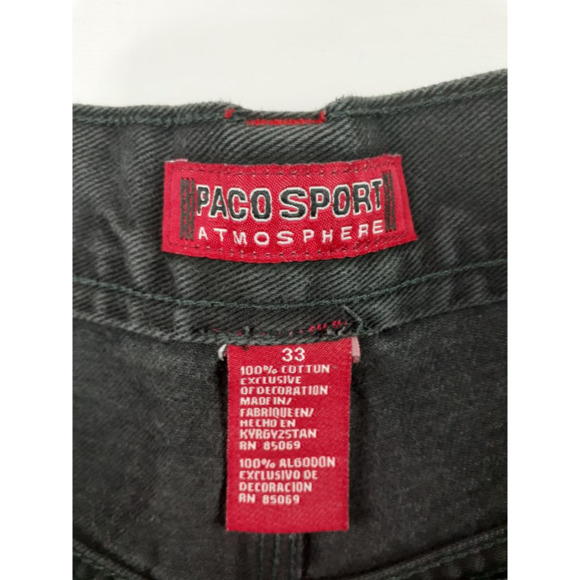 PACO SPORT
ATMOSPHERE
33
100% COTTON
EXCLUSIVE
OF DECORATION
MADE IN/
FABRIQUE EN/
HECHO EN
KYRGYZSTAN
RN 85069
100% ALGODON
EXCLUSIVO DE
DECORACION
RN 85069